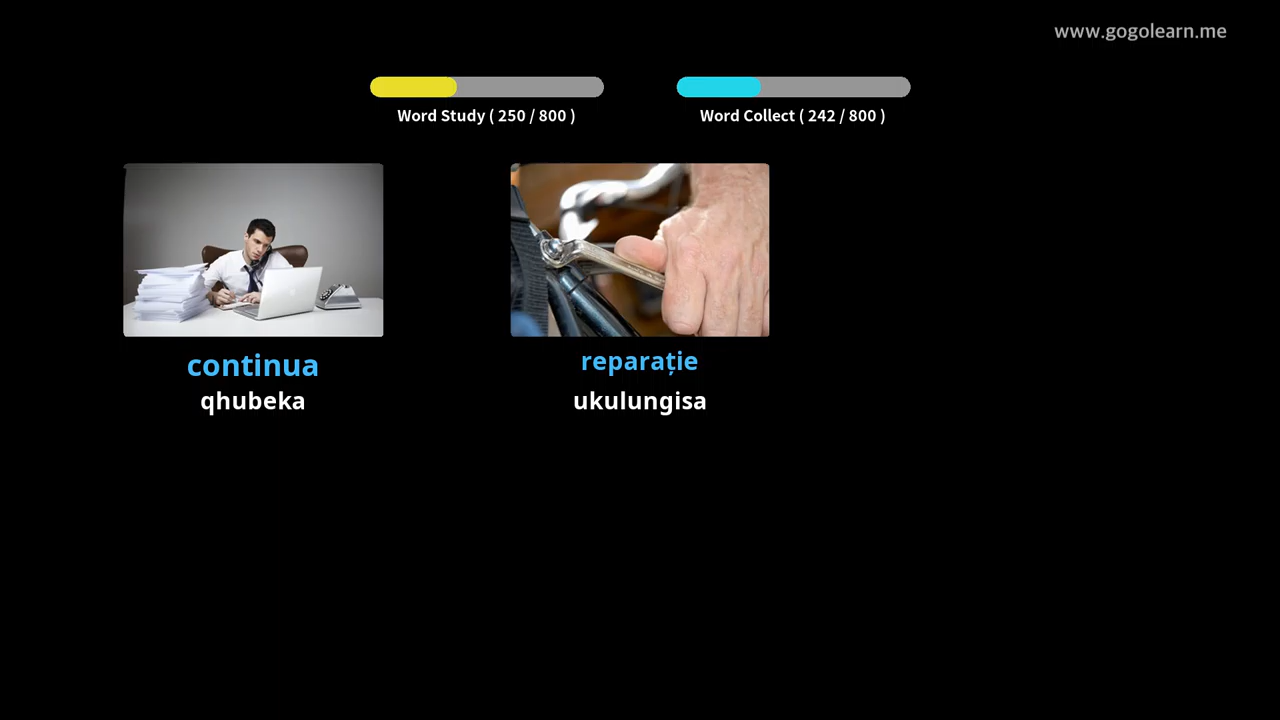 www.gogolearn.me
Word Study ( 250 / 800 )
Word Collect ( 242 / 800 )
continua
qhubeka
reparație
ukulungisa